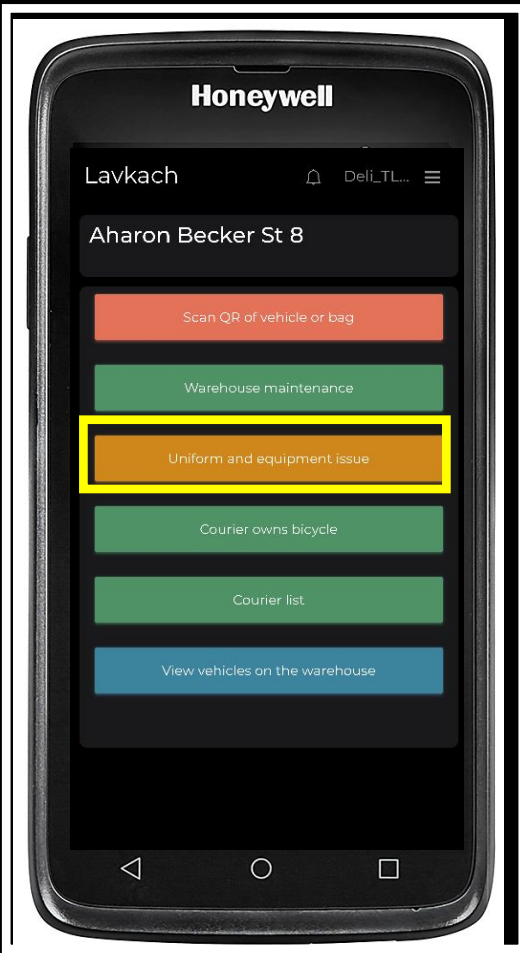 Honeywell
Lavkach
Deli_TL...
Aharon Becker St 8
Scan QR of vehicle or bag
Warehouse maintenance
Uniform and equipment issue
Courier owns bicycle
Courier list
View vehicles on the warehouse